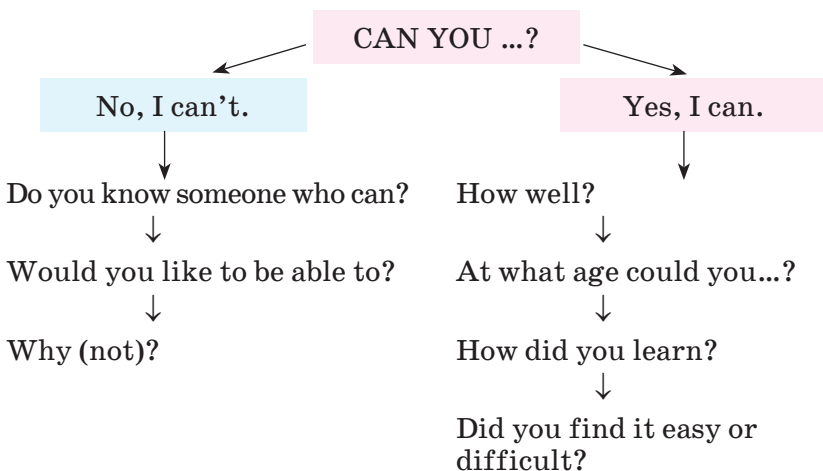 CAN YOU ...?
No, I can't.
Do you know someone who can?
Would you like to be able to?
Why (not)?
Yes, I can.
How well?
At what age could you...?
How did you learn?
Did you find it easy or
difficult?